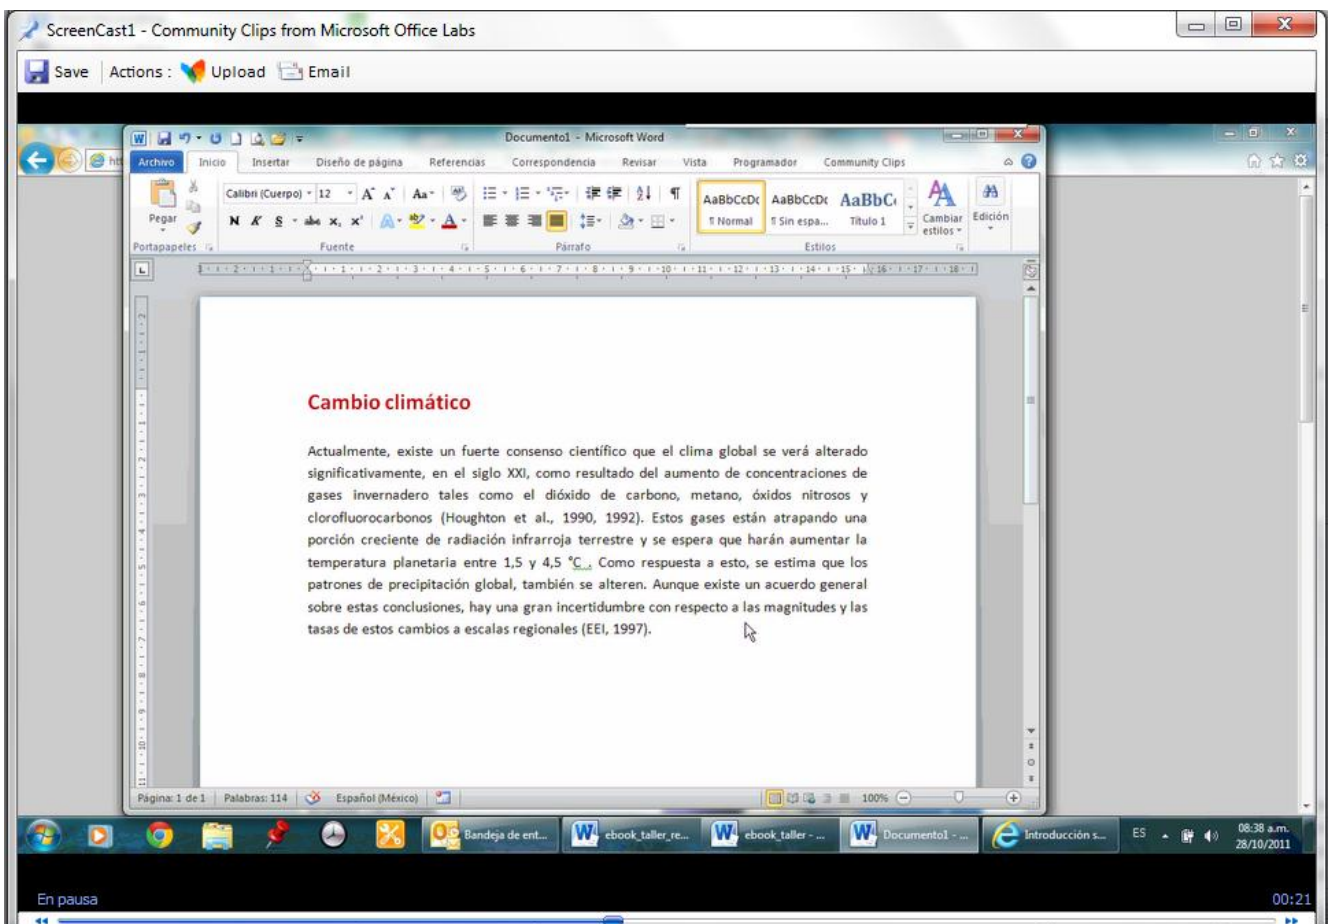 ScreenCast1 - Community Clips from Microsoft Office Labs
Save Actions : Upload Email
Documento1 - Microsoft Word
Archivo Inicio Insertar Diseño de página Referencias Correspondencia Revisar Vista Programador Community Clips
Calibri (Cuerpo) 12
Pegar
N K S abc x, x'
AaBbCcDc AaBbCcDc AaBbC
¶ Normal ¶ Sin espa... Título 1
Cambiar estilos
Edición
Portapapeles Fuente Párrafo Estilos
Cambio climático
Actualmente, existe un fuerte consenso científico que el clima global se verá alterado
significativamente, en el siglo XXI, como resultado del aumento de concentraciones de
gases invernadero tales como el dióxido de carbono, metano, óxidos nitrosos y
clorofluorocarbonos (Houghton et al., 1990, 1992). Estos gases están atrapando una
porción creciente de radiación infrarroja terrestre y se espera que harán aumentar la
temperatura planetaria entre 1,5 y 4,5 °C . Como respuesta a esto, se estima que los
patrones de precipitación global, también se alteren. Aunque existe un acuerdo general
sobre estas conclusiones, hay una gran incertidumbre con respecto a las magnitudes y las
tasas de estos cambios a escalas regionales (EEI, 1997).
Página: 1 de 1 Palabras: 114 Español (México) 100%
Bandeja de ent... ebook_taller_re... ebook_taller - ... Documento1 - ... Introducción s... ES 08:38 a.m.
28/10/2011
En pausa 00:21